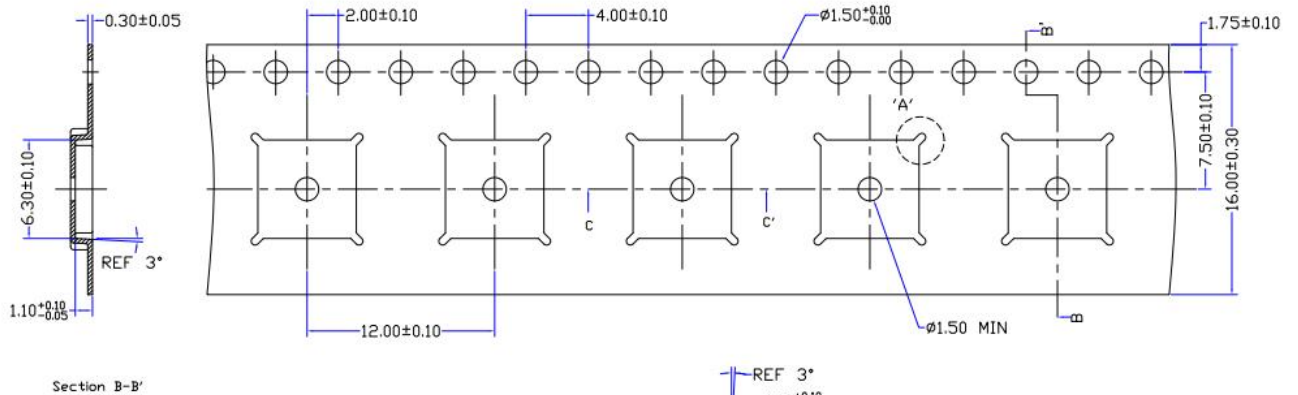 0.30±0.05
2.00±0.10
4.00±0.10
Ø1.50+0.10-0.00
B'
1.75±0.10
'A'
7.50±0.10
16.00±0.30
6.30±0.10
C
C'
REF 3°
1.10+0.10-0.05
12.00±0.10
Ø1.50 MIN
B
Section B-B'
REF 3°